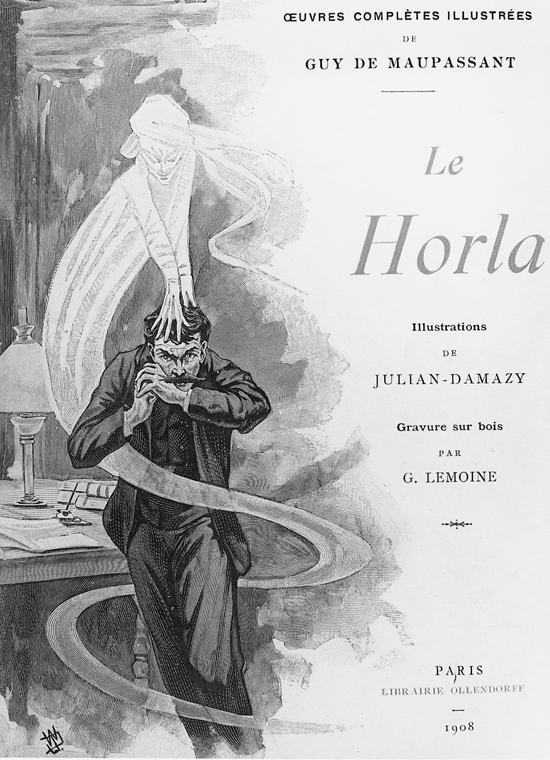 ŒUVRES COMPLÈTES ILLUSTRÉES
DE
GUY DE MAUPASSANT
Le
Horla
Illustrations
DE
JULIAN-DAMAZY
Gravure sur bois
PAR
G. LEMOINE
PARIS
LIBRAIRIE OLLENDORFF
1908